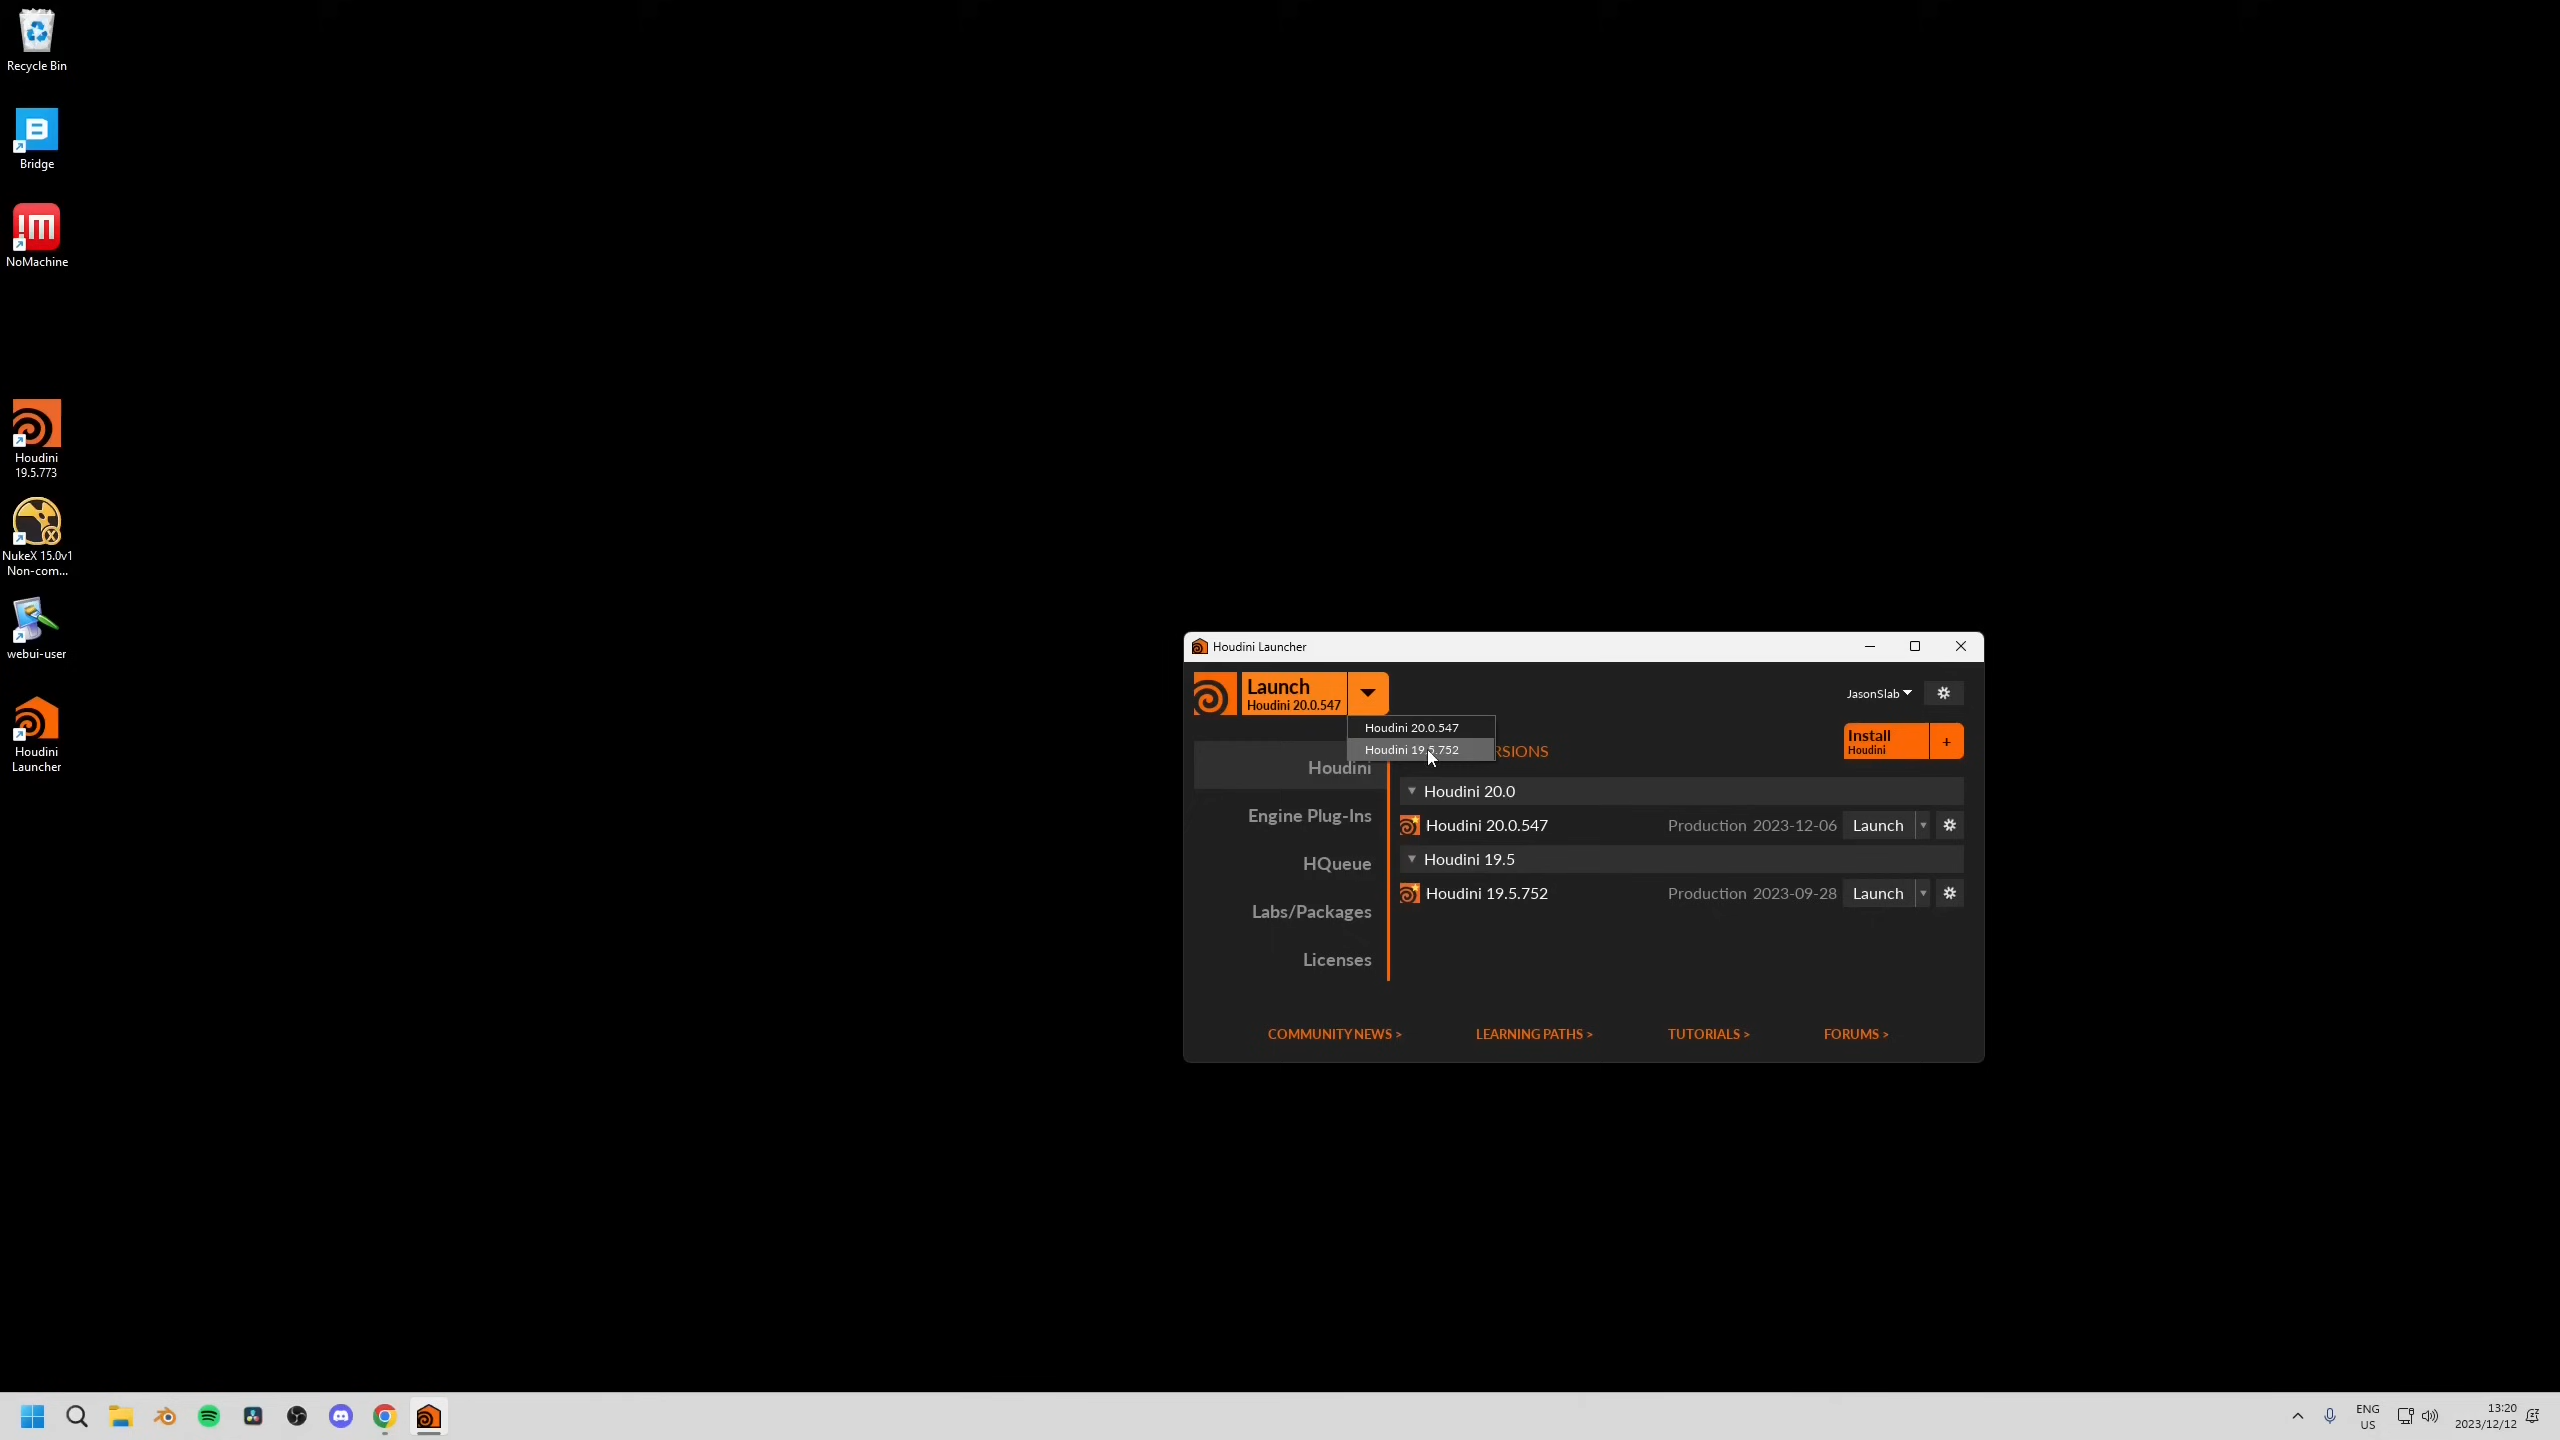 Recycle Bin
Bridge
NoMachine
Houdini
19.5.773
NukeX 15.0v1
Non-com...
webui-user
Houdini
Launcher
Houdini Launcher
Launch
Houdini 20.0.547
JasonSlab
Houdini 20.0.547
Houdini 19.5.752
RSIONS
Install
Houdini
+
Houdini
Engine Plug-Ins
HQueue
Labs/Packages
Licenses
Houdini 20.0
Houdini 20.0.547 Production 2023-12-06 Launch
Houdini 19.5
Houdini 19.5.752 Production 2023-09-28 Launch
COMMUNITY NEWS > LEARNING PATHS > TUTORIALS > FORUMS >
ENG
US
13:20
2023/12/12